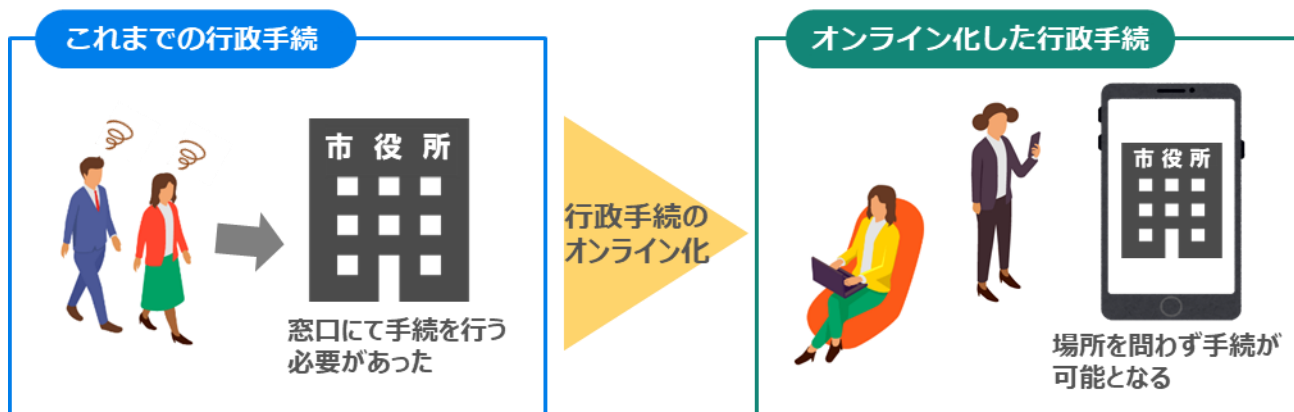 これまでの行政手続
市役所
窓口にて手続を行う
必要があった
行政手続の
オンライン化
オンライン化した行政手続
市役所
場所を問わず手続が
可能となる